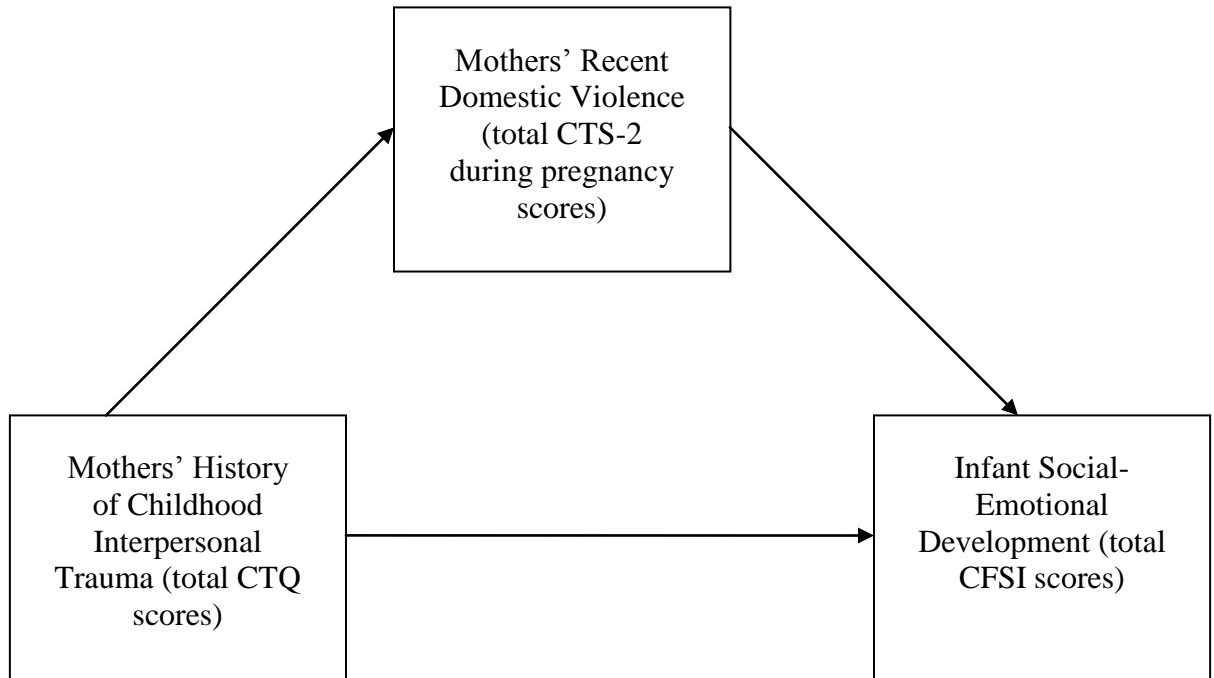 Mothers’ Recent
Domestic Violence
(total CTS-2
during pregnancy
scores)
Mothers’ History
of Childhood
Interpersonal
Trauma (total CTQ
scores)
Infant Social-
Emotional
Development (total
CFSI scores)